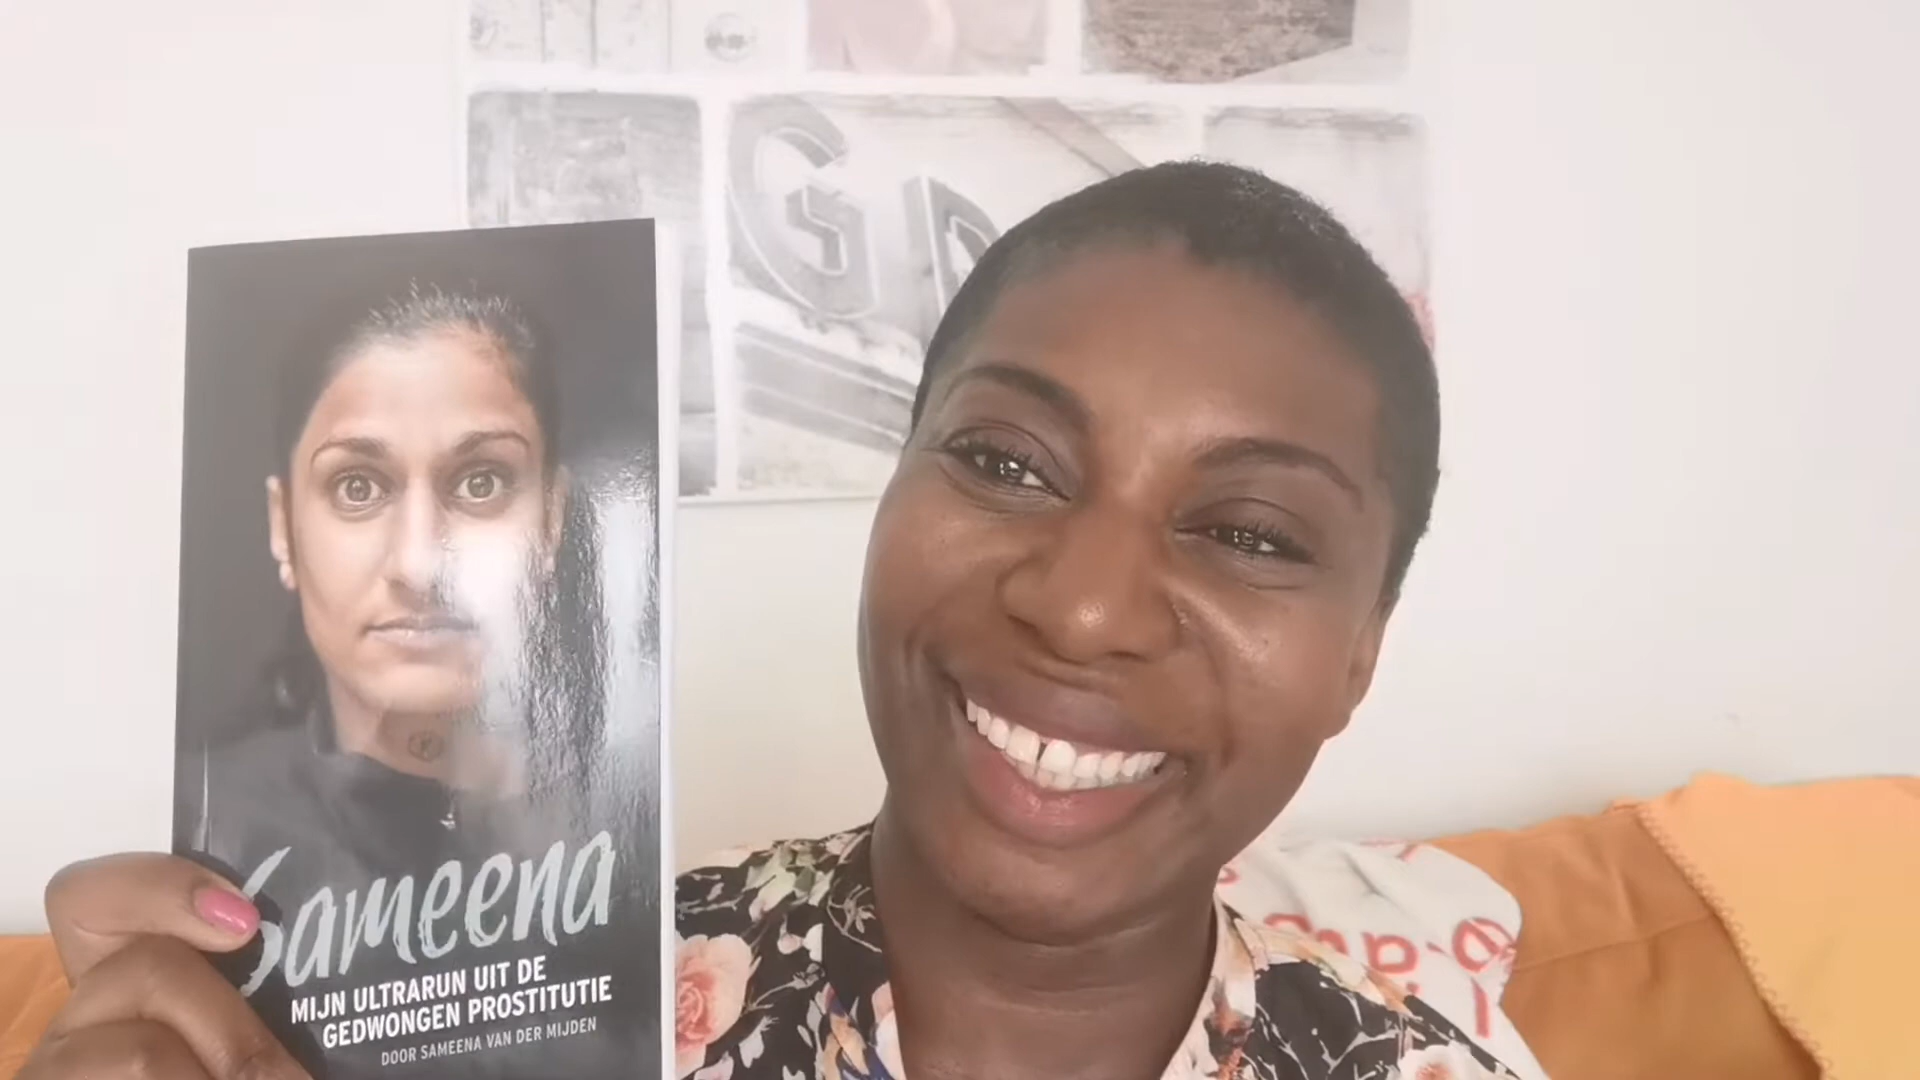 Sameena
MIJN ULTRARUN UIT DE
GEDWONGEN PROSTITUTIE
DOOR SAMEENA VAN DER MIJDEN